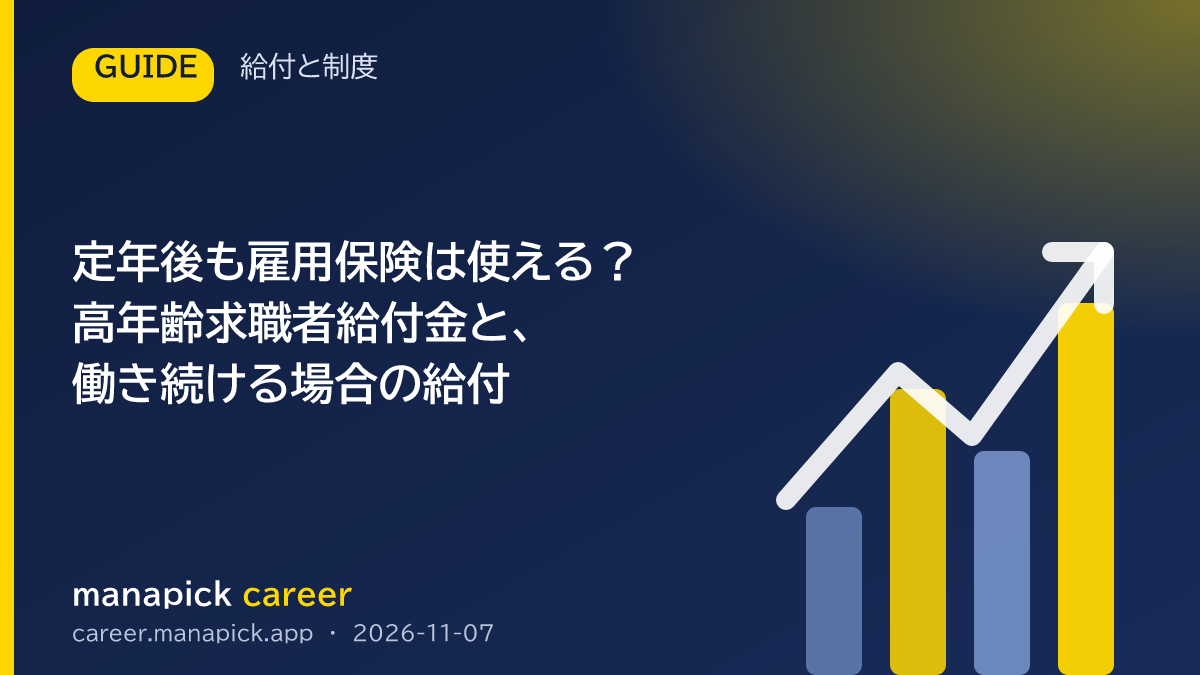 GUIDE 給付と制度
定年後も雇用保険は使える？
高年齢求職者給付金と、
働き続ける場合の給付
manapick career
career.manapick.app ・ 2026-11-07